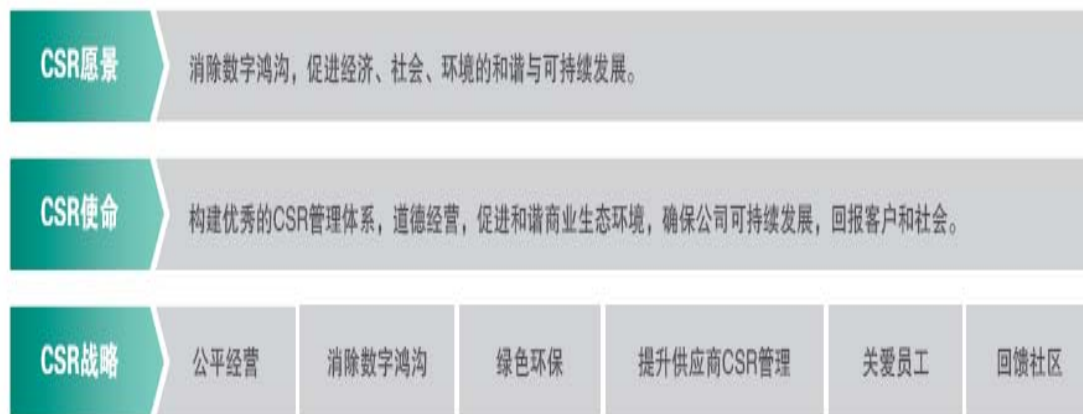 CSR愿景
消除数字鸿沟，促进经济、社会、环境的和谐与可持续发展。
CSR使命
构建优秀的CSR管理体系，道德经营，促进和谐商业生态环境，确保公司可持续发展，回报客户和社会。
CSR战略
公平经营
消除数字鸿沟
绿色环保
提升供应商CSR管理
关爱员工
回馈社区